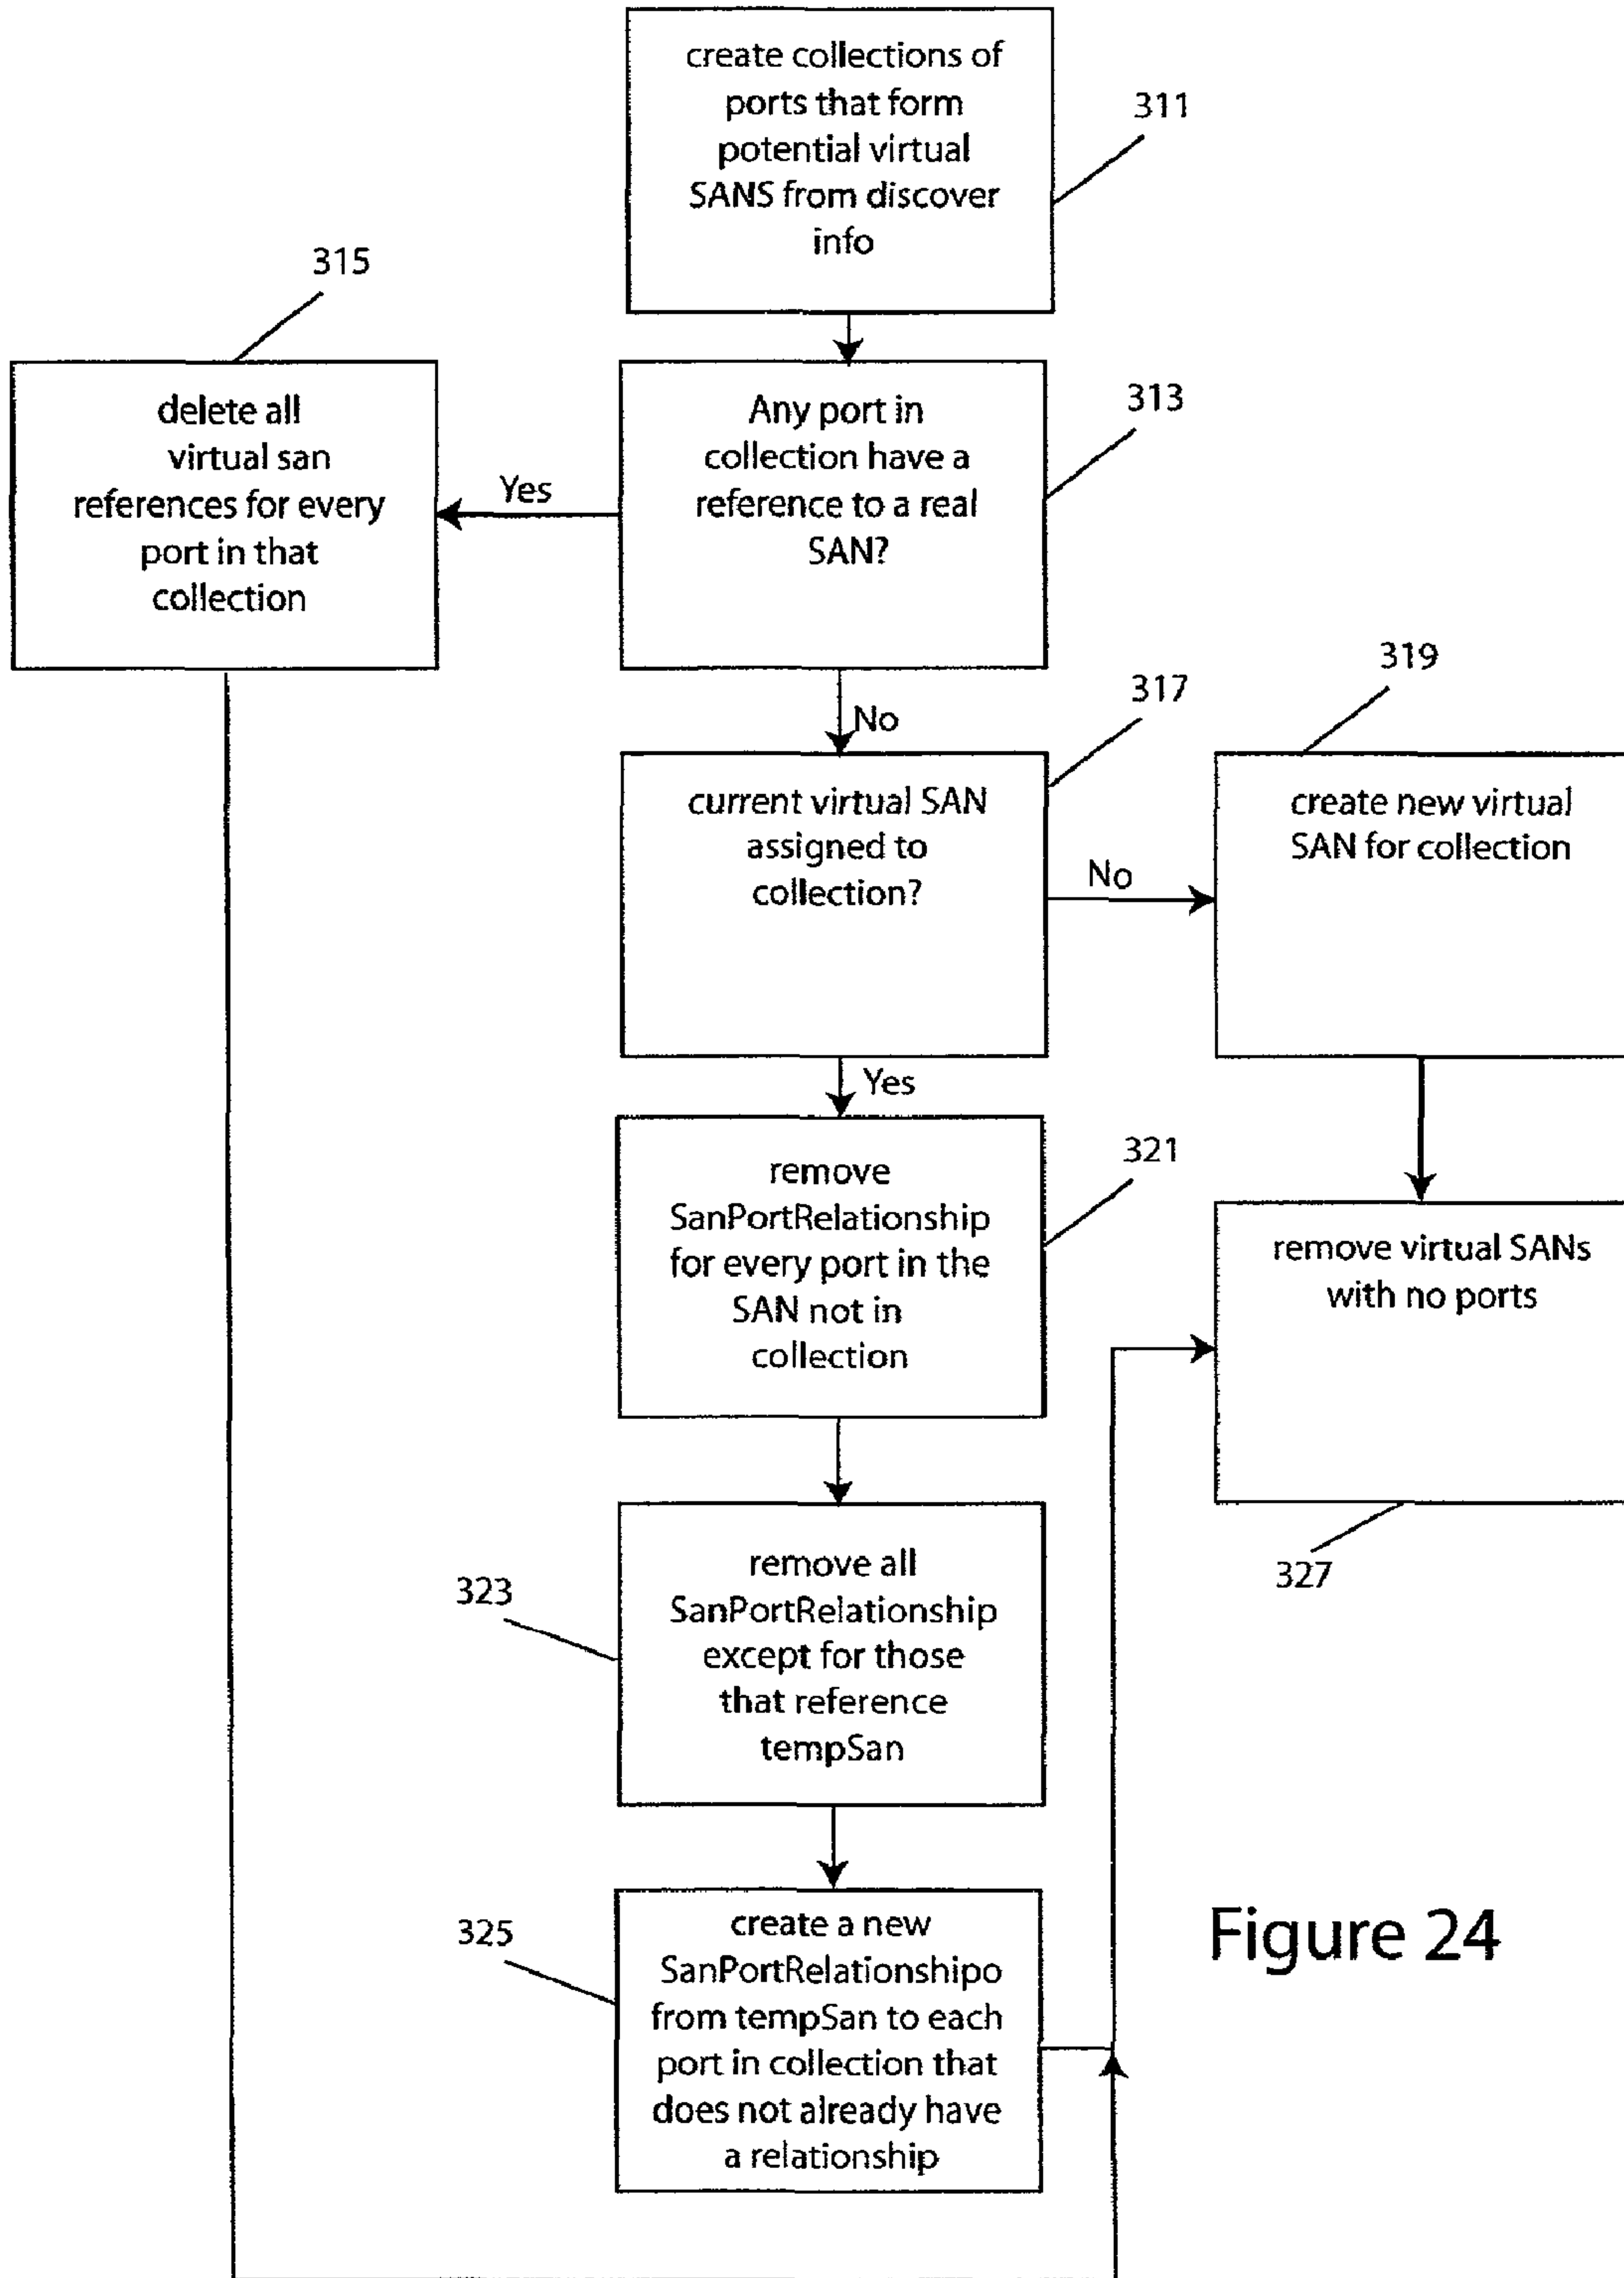 create collections of
ports that form
potential virtual
SANS from discover
info
311
315
delete all
virtual san
references for every
port in that
collection
Yes
Any port in
collection have a
reference to a real
SAN?
313
No
317
current virtual SAN
assigned to
collection?
No
319
create new virtual
SAN for collection
Yes
remove
SanPortRelationship
for every port in the
SAN not in
collection
321
remove virtual SANs
with no ports
327
323
remove all
SanPortRelationship
except for those
that reference
tempSan
325
create a new
SanPortRelationshipo
from tempSan to each
port in collection that
does not already have
a relationship
Figure 24